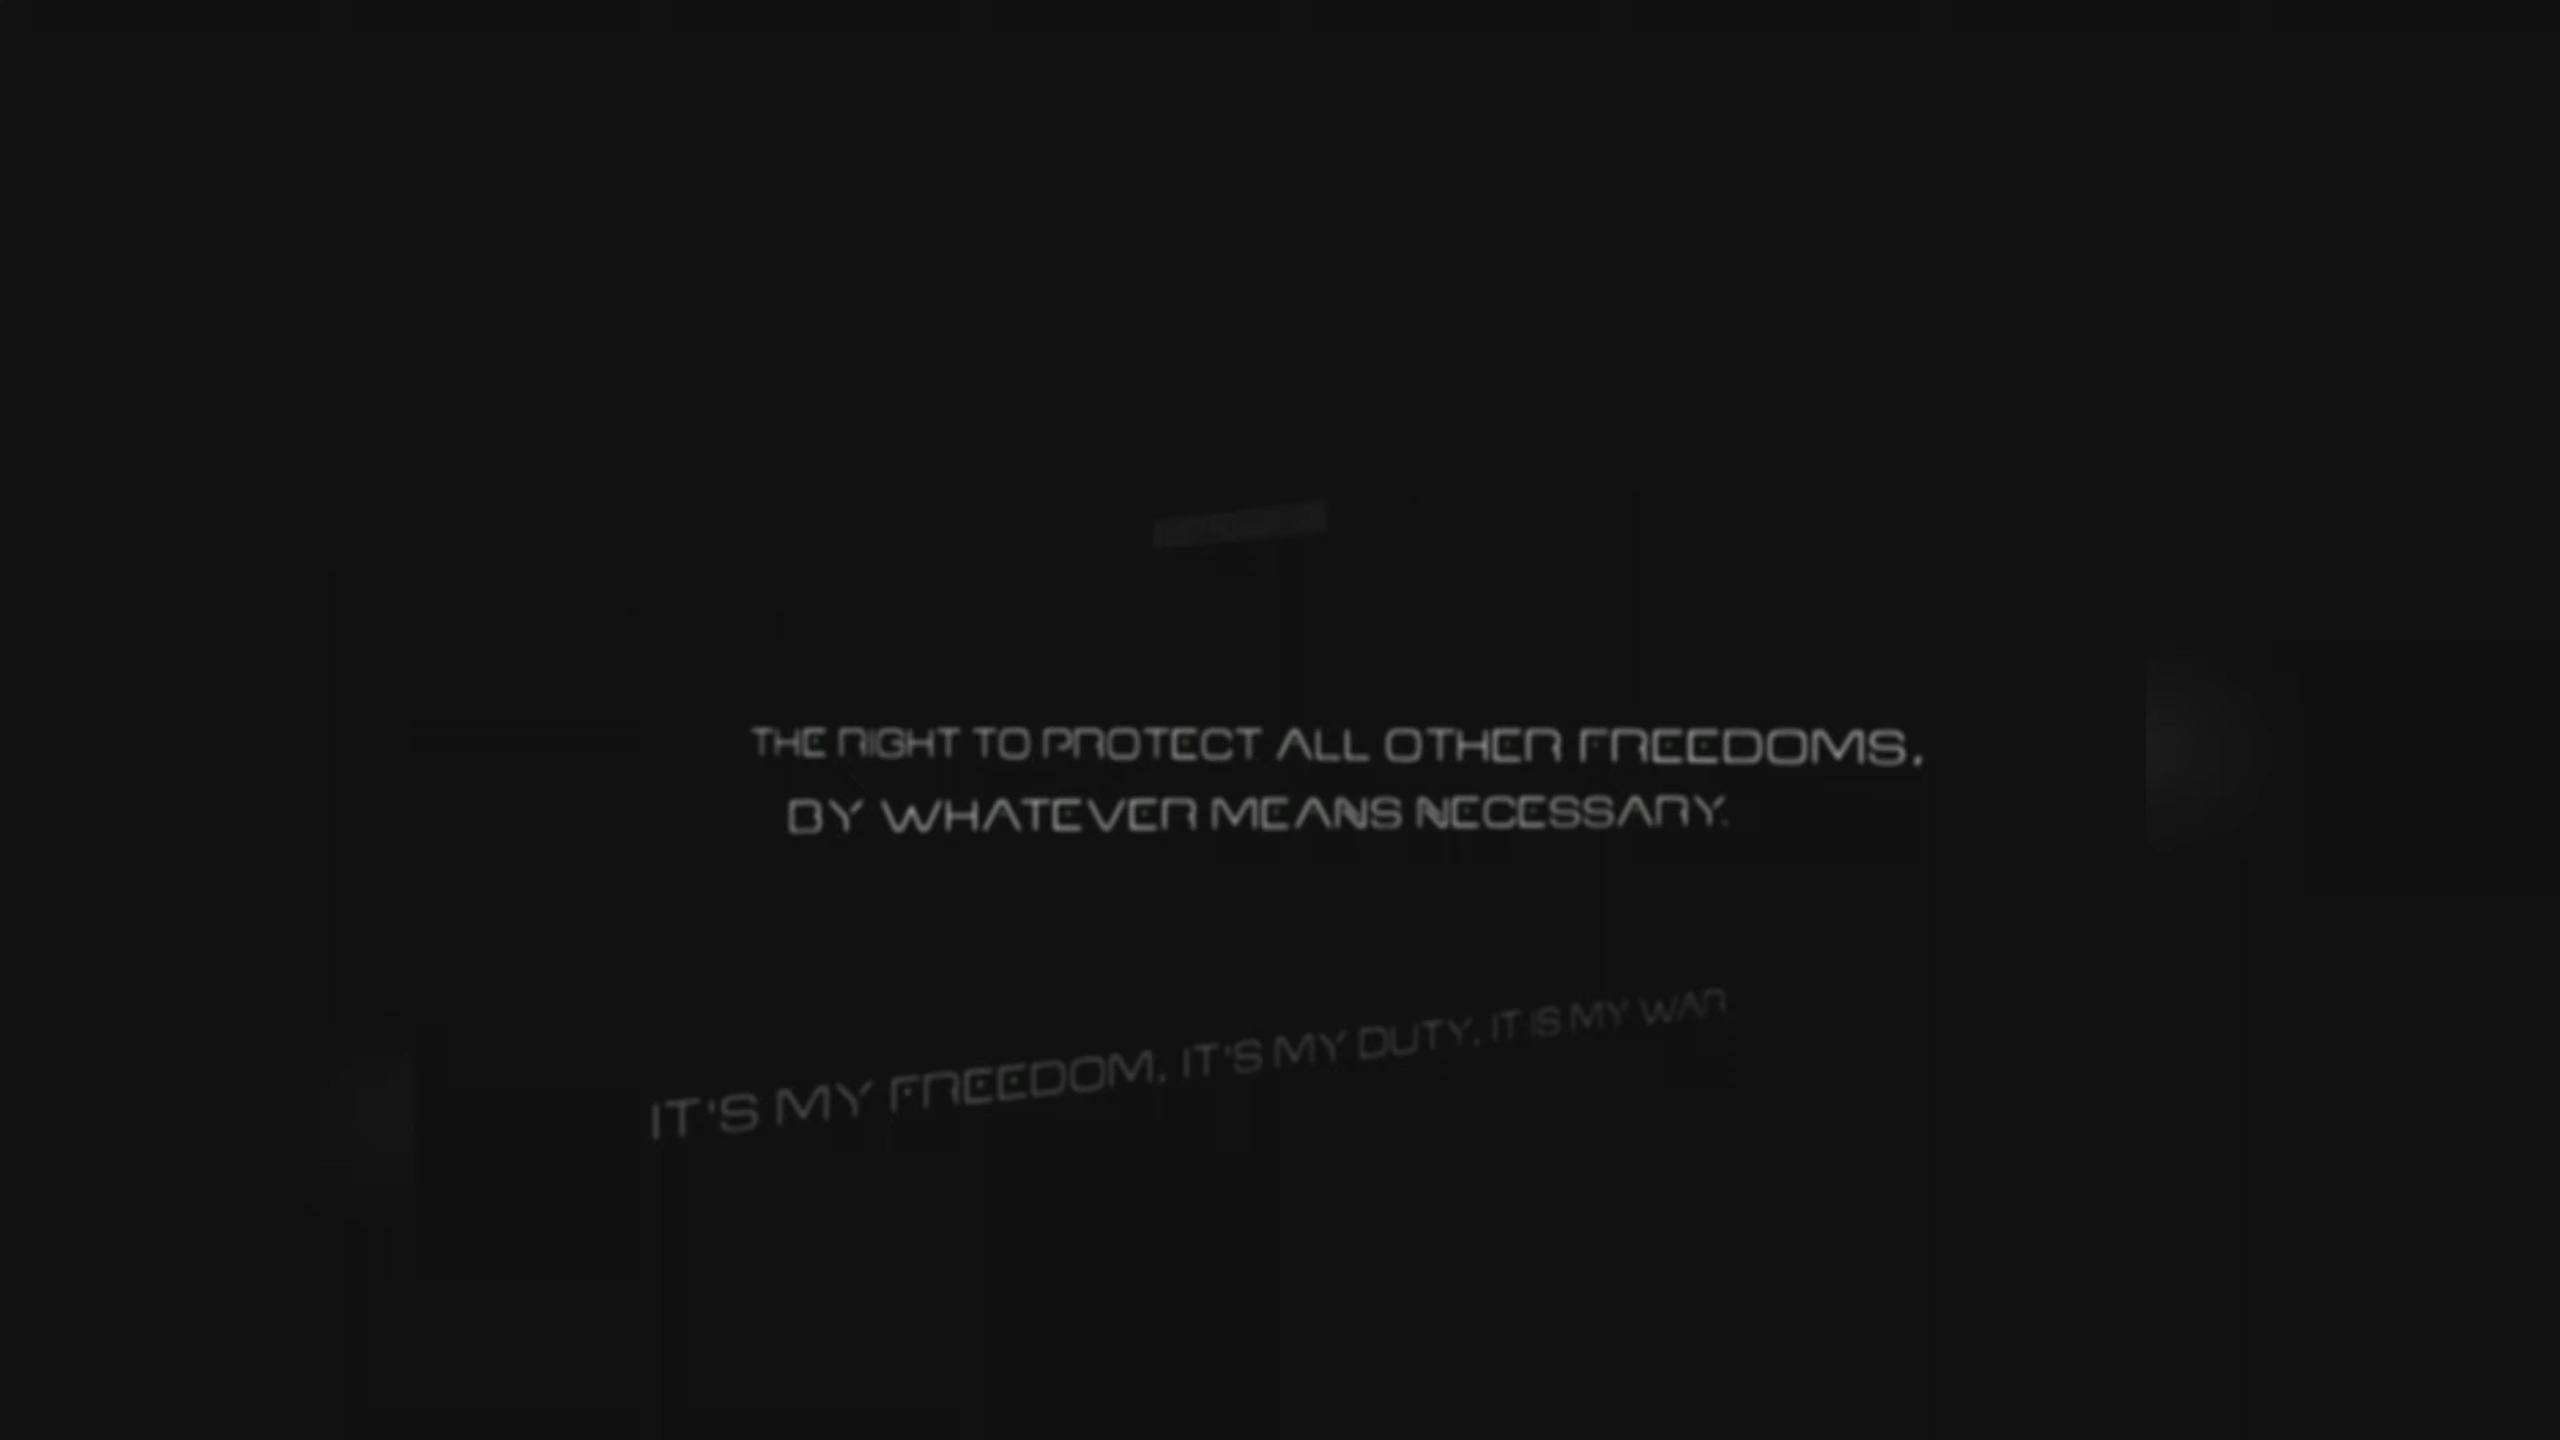 THE RIGHT TO PROTECT ALL OTHER FREEDOMS,
BY WHATEVER MEANS NECESSARY.
IT'S MY FREEDOM, IT'S MY DUTY, IT IS MY WAR